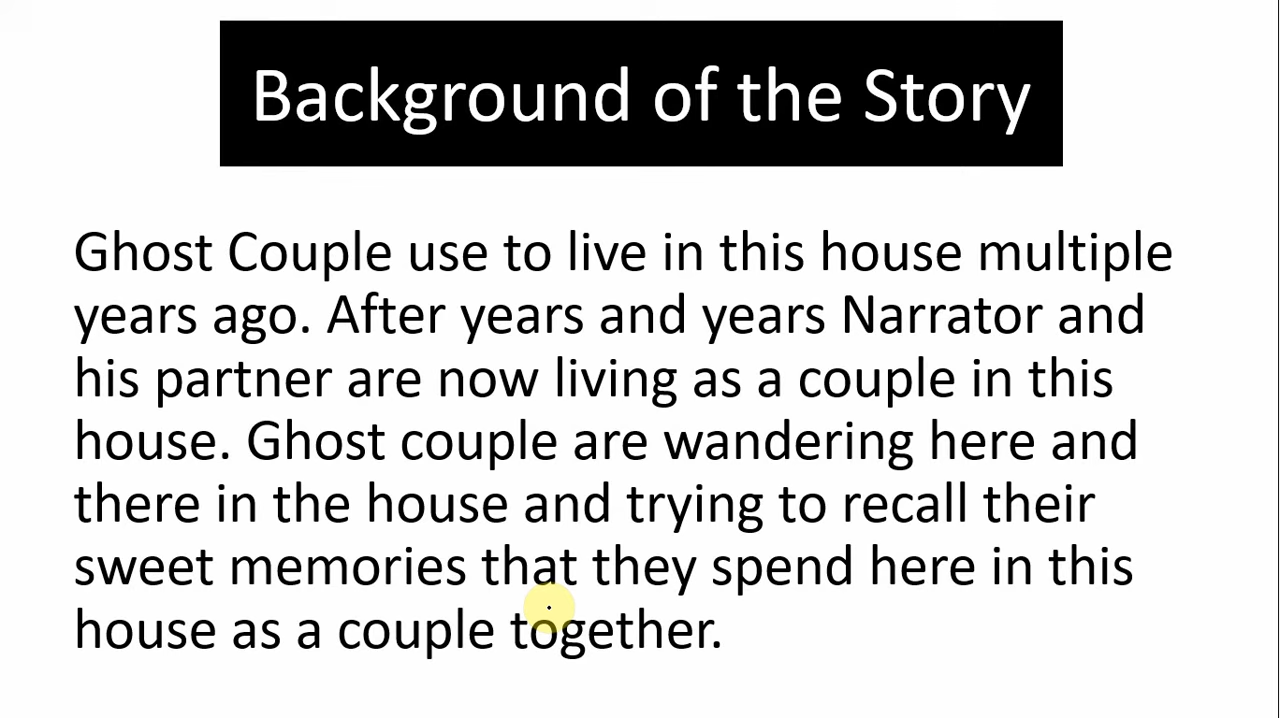 Background of the Story
Ghost Couple use to live in this house multiple
years ago. After years and years Narrator and
his partner are now living as a couple in this
house. Ghost couple are wandering here and
there in the house and trying to recall their
sweet memories that they spend here in this
house as a couple together.